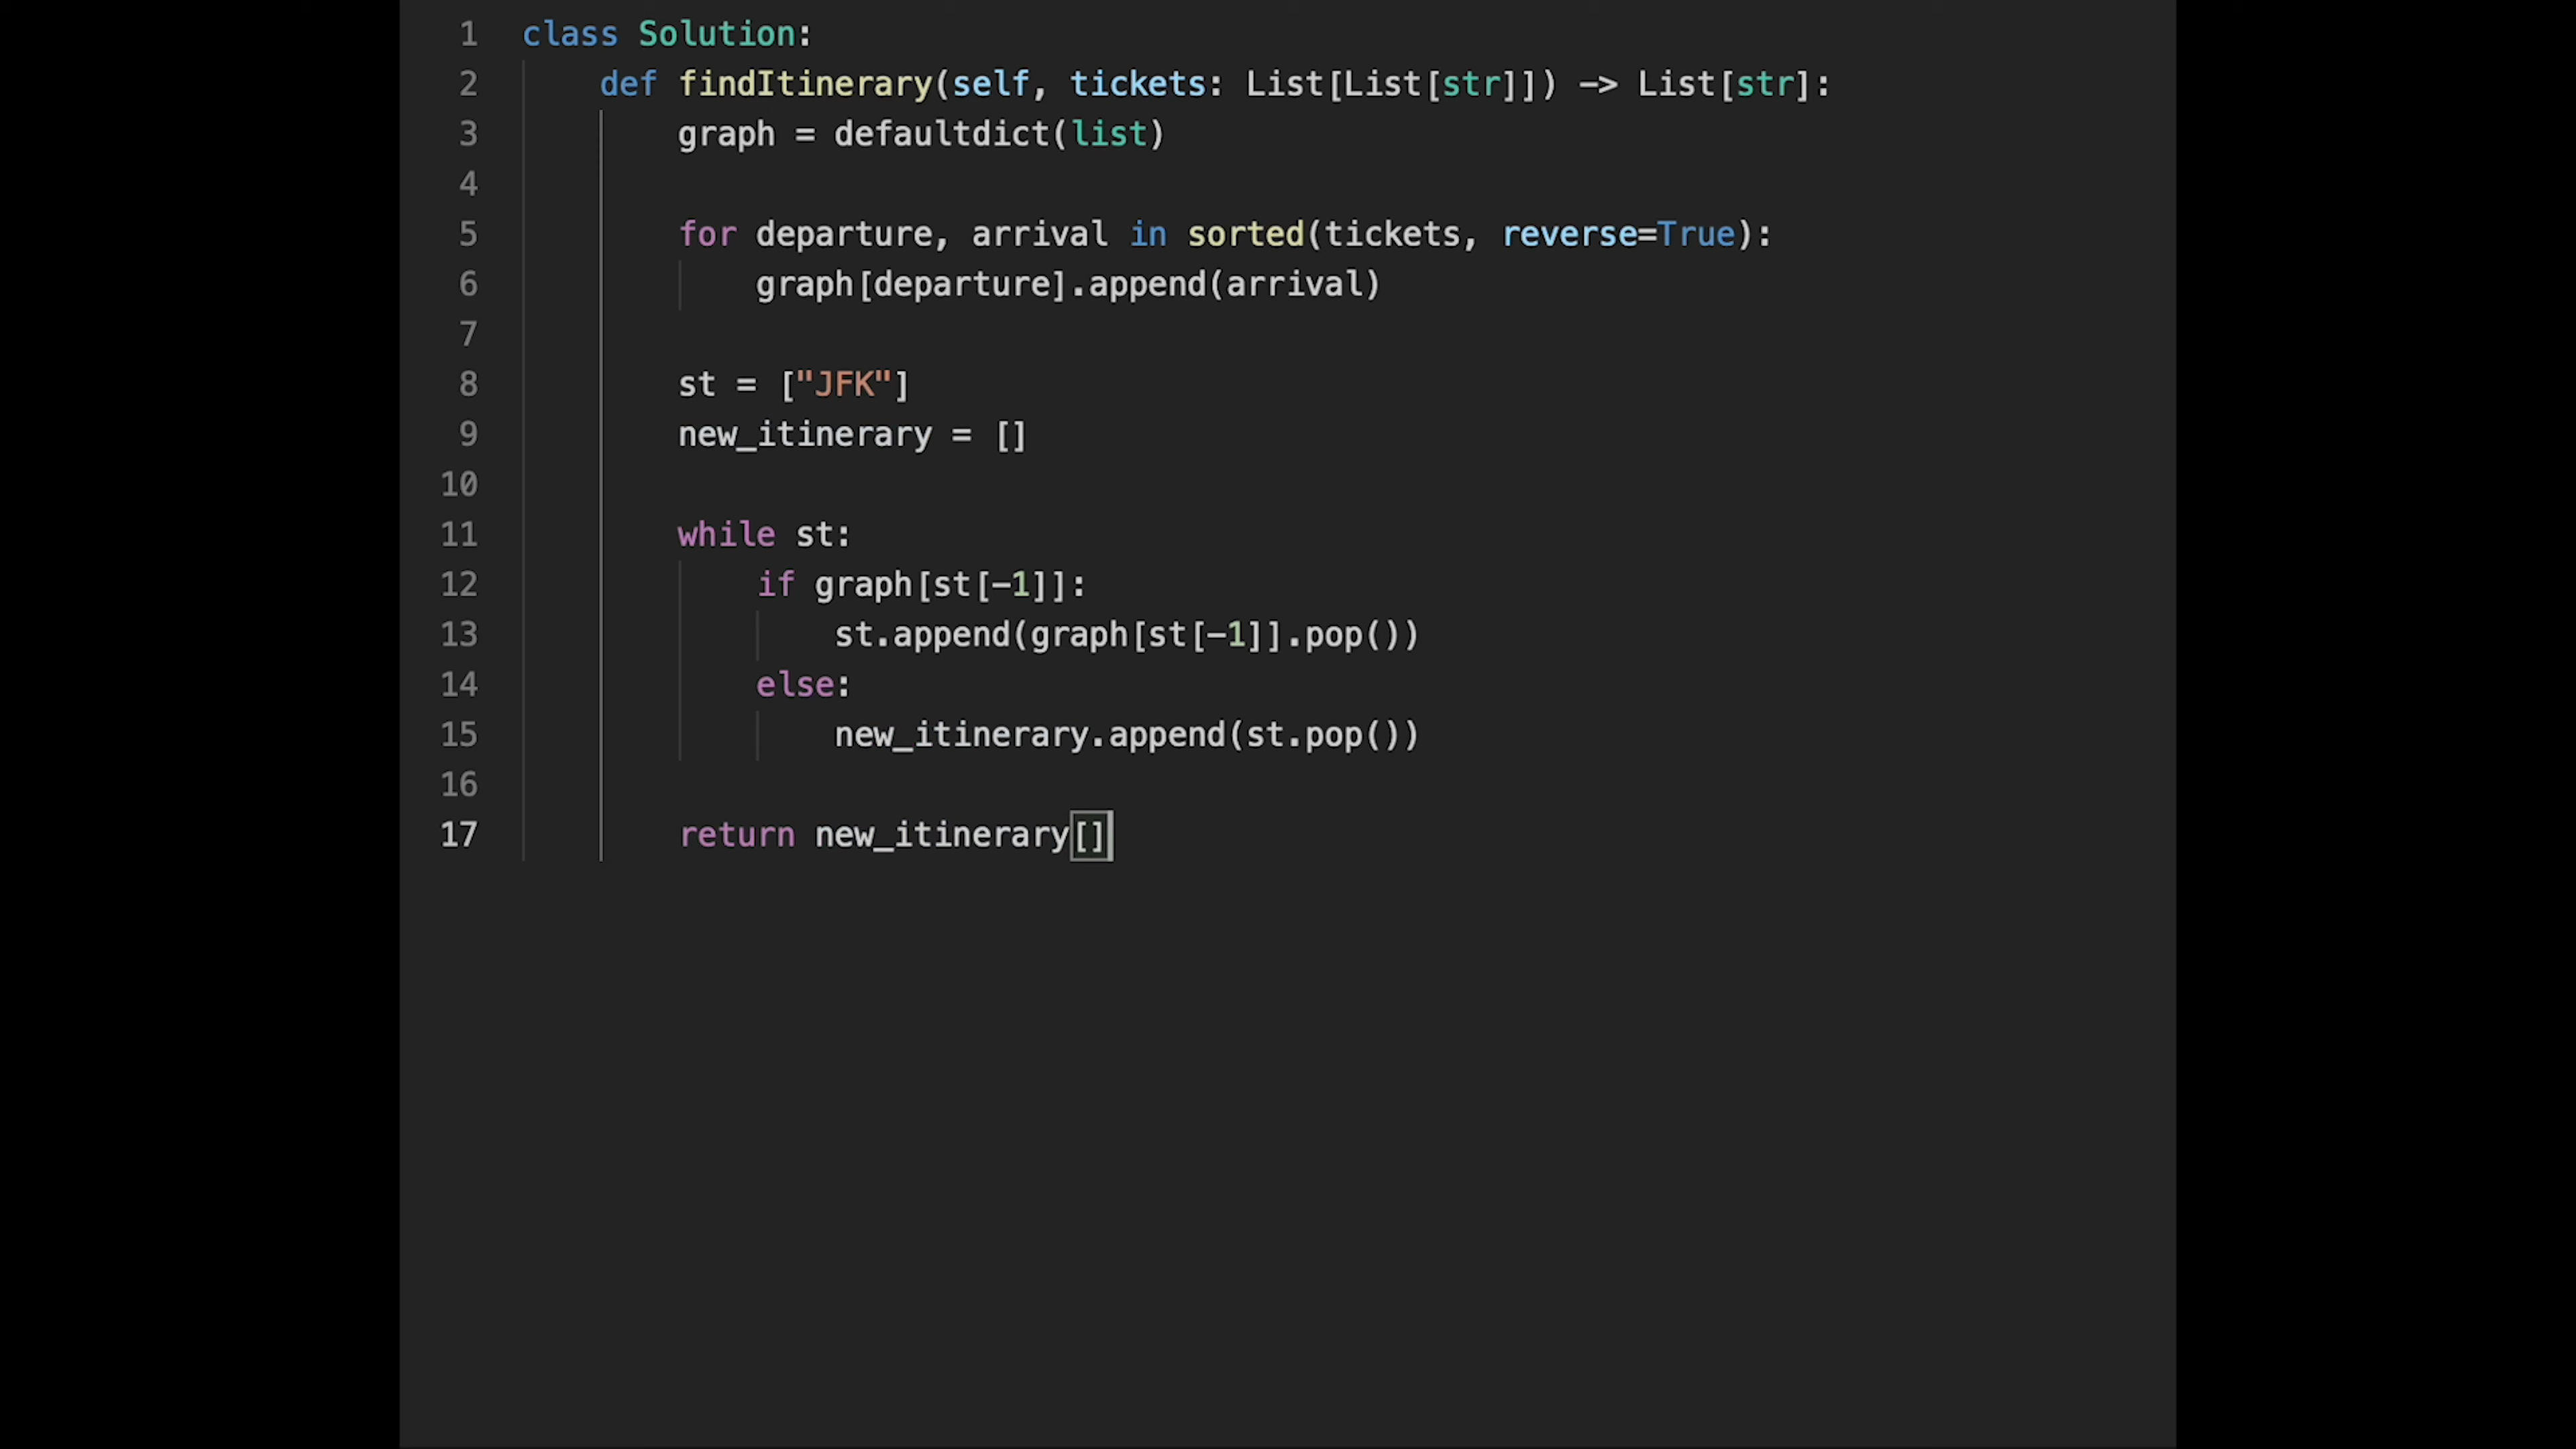 1 class Solution:
2 def findItinerary(self, tickets: List[List[str]]) -> List[str]:
3 graph = defaultdict(list)
4
5 for departure, arrival in sorted(tickets, reverse=True):
6 graph[departure].append(arrival)
7
8 st = ["JFK"]
9 new_itinerary = []
10
11 while st:
12 if graph[st[-1]]:
13 st.append(graph[st[-1]].pop())
14 else:
15 new_itinerary.append(st.pop())
16
17 return new_itinerary[]